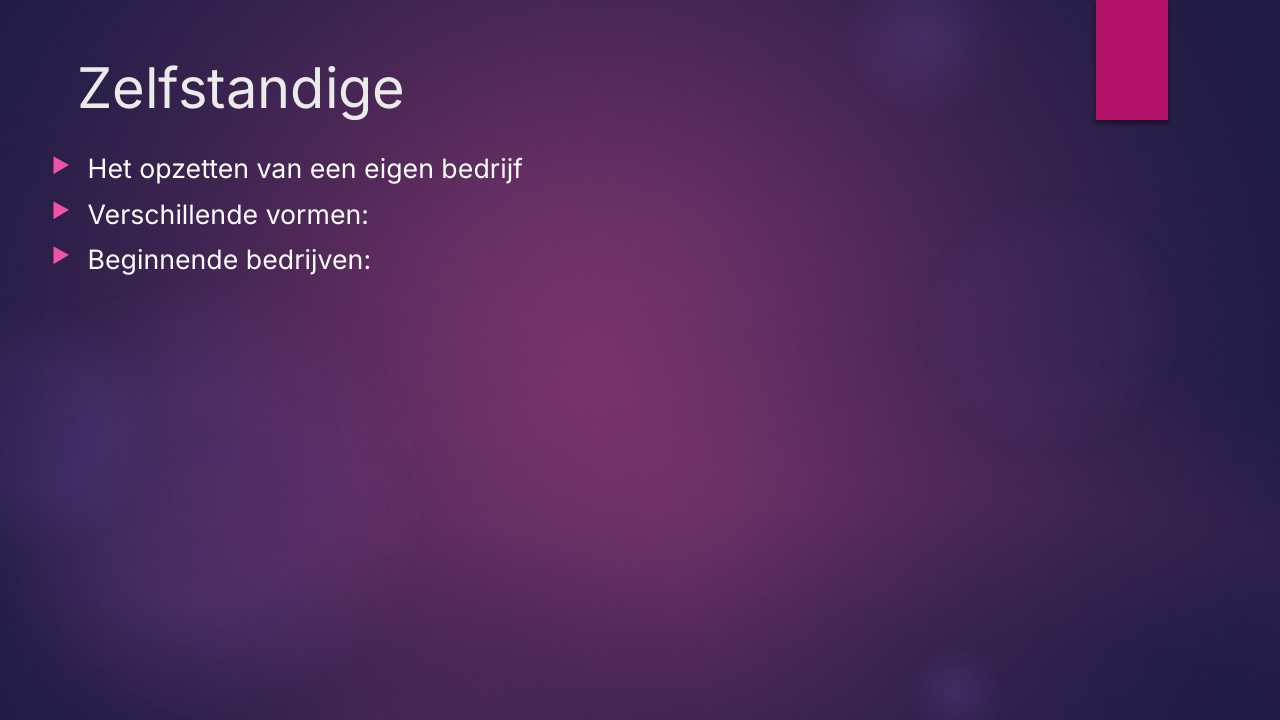 Zelfstandige
Het opzetten van een eigen bedrijf
Verschillende vormen:
Beginnende bedrijven: